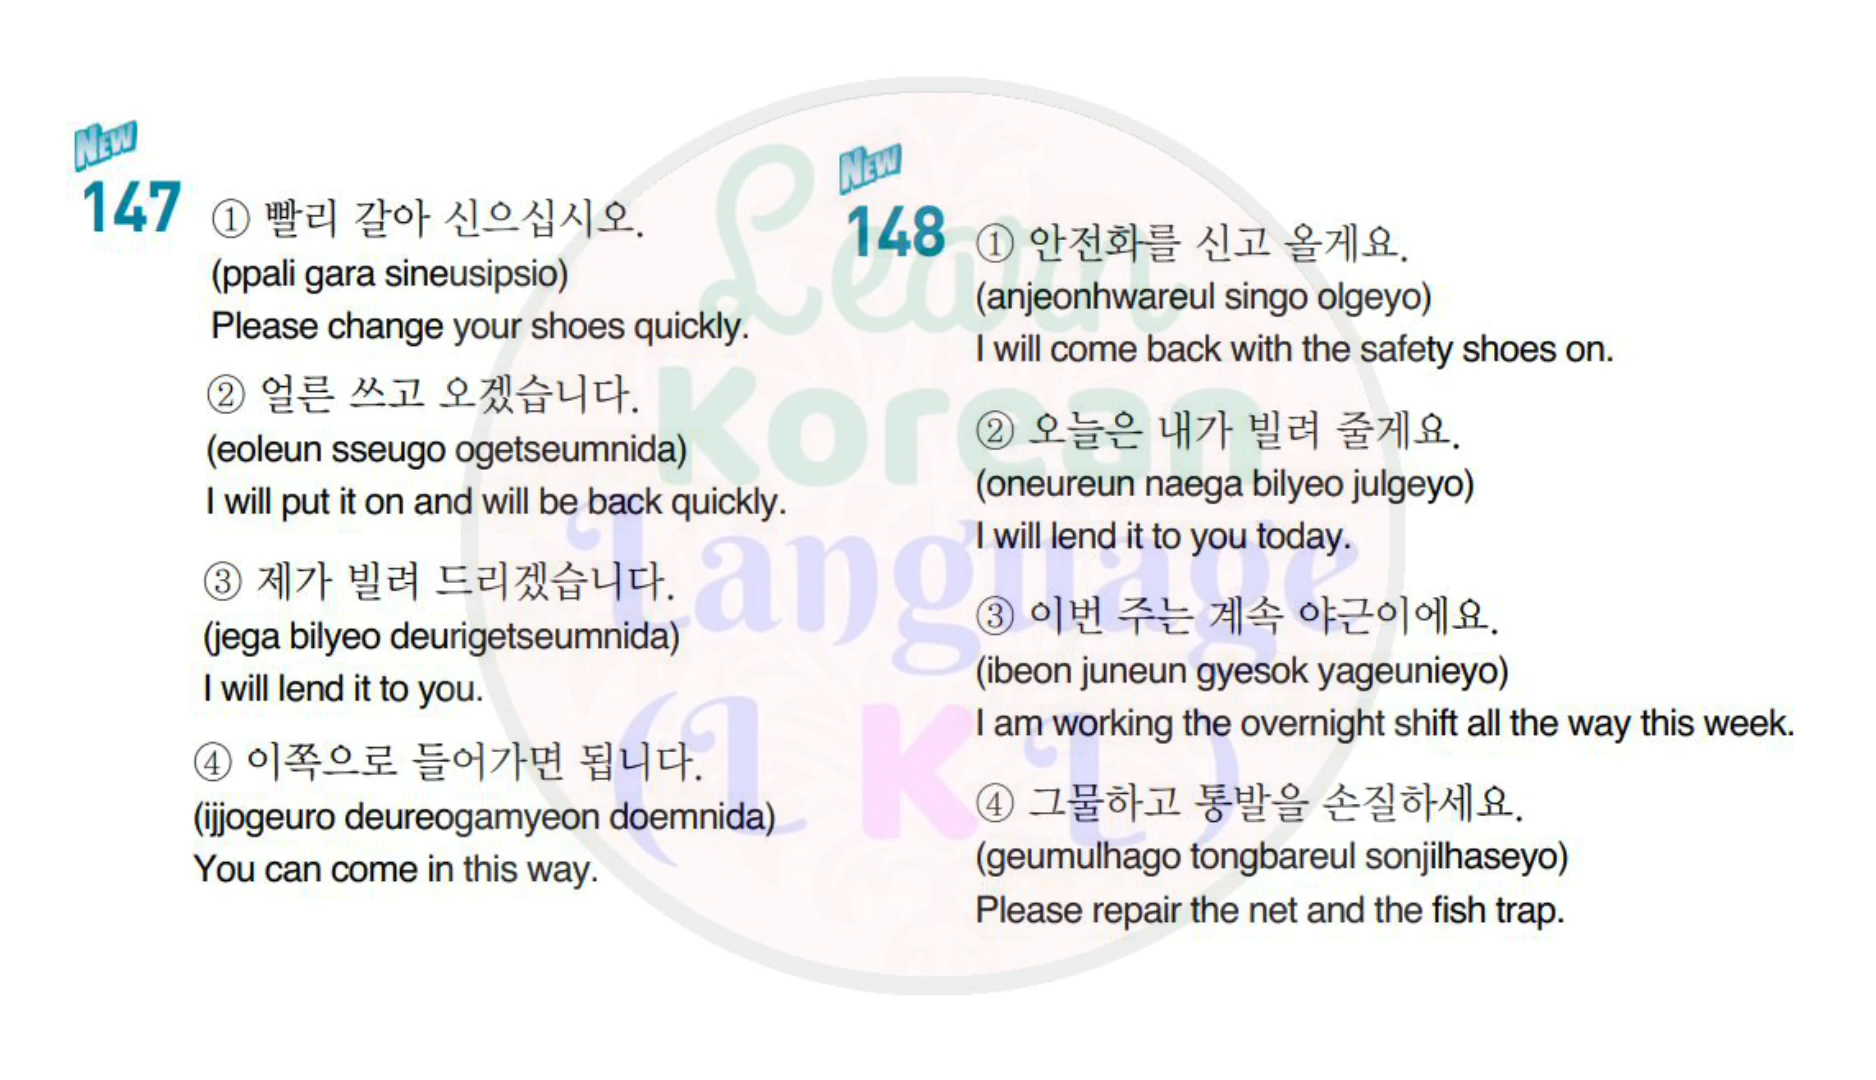 NEW
147
① 빨리 갈아 신으십시오.
(ppali gara sineusipsio)
Please change your shoes quickly.
② 얼른 쓰고 오겠습니다.
(eoleun sseugo ogetseumnida)
I will put it on and will be back quickly.
③ 제가 빌려 드리겠습니다.
(jega bilyeo deurigetseumnida)
I will lend it to you.
④ 이쪽으로 들어가면 됩니다.
(ijjogeuro deureogamyeon doemnida)
You can come in this way.
NEW
148
① 안전화를 신고 올게요.
(anjeonhwareul singo olgeyo)
I will come back with the safety shoes on.
② 오늘은 내가 빌려 줄게요.
(oneureun naega bilyeo julgeyo)
I will lend it to you today.
③ 이번 주는 계속 야근이에요.
(ibeon juneun gyesok yageunieyo)
I am working the overnight shift all the way this week.
④ 그물하고 통발을 손질하세요.
(geumulhago tongbareul sonjilhaseyo)
Please repair the net and the fish trap.
Learn
Korean
Language
(LKL)